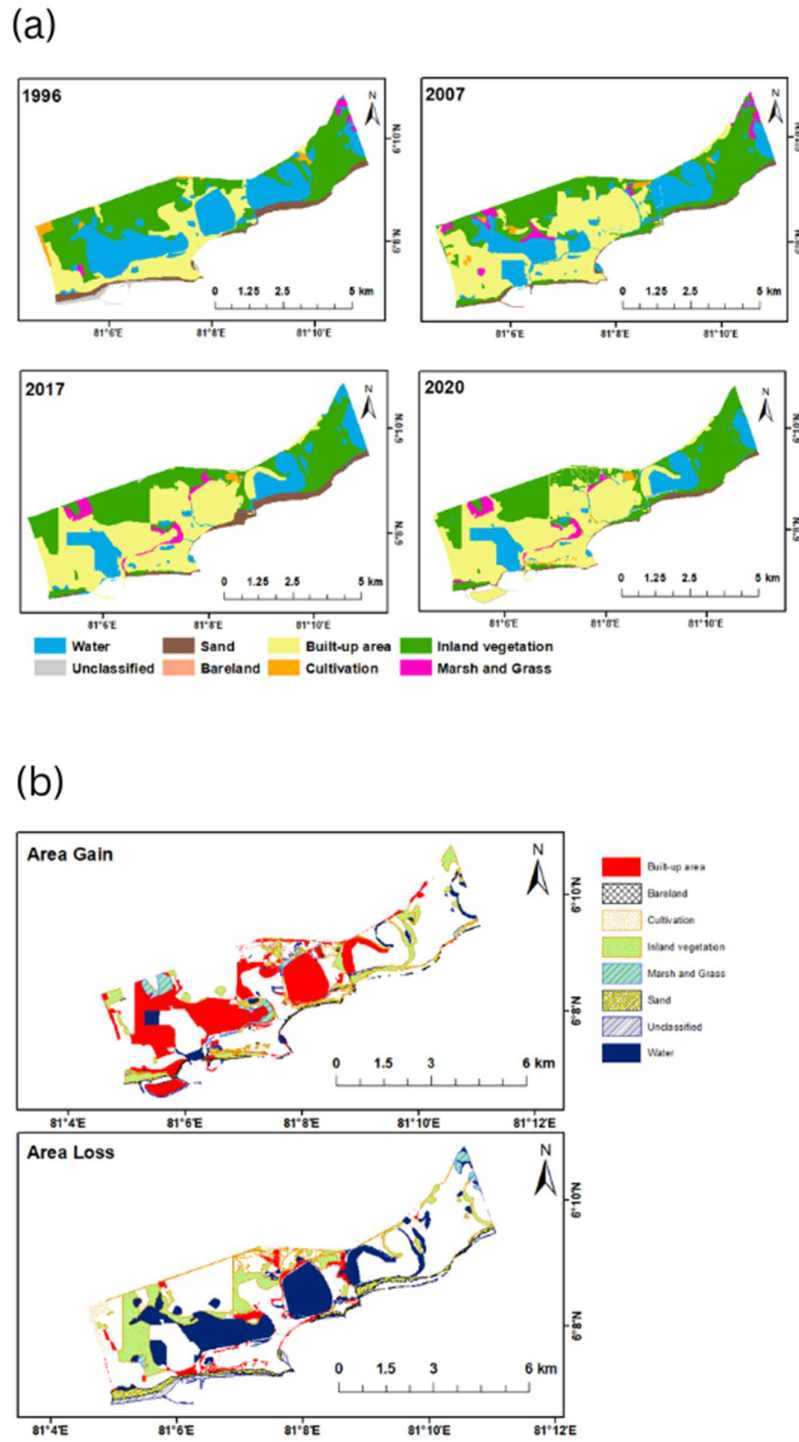 (a)
1996
N
6°10'N
6°8'N
0 1.25 2.5 5 km
81°6'E 81°8'E 81°10'E
2007
N
0 1.25 2.5 5 km
81°6'E 81°8'E 81°10'E
2017
N
6°10'N
6°8'N
0 1.25 2.5 5 km
81°6'E 81°8'E 81°10'E
2020
N
6°10'N
6°8'N
0 1.25 2.5 5 km
81°6'E 81°8'E 81°10'E
Water Sand Built-up area Inland vegetation
Unclassified Bareland Cultivation Marsh and Grass
(b)
Area Gain
N
6°10'N
6°8'N
0 1.5 3 6 km
81°4'E 81°6'E 81°8'E 81°10'E 81°12'E
Built-up area
Bareland
Cultivation
Inland vegetation
Marsh and Grass
Sand
Unclassified
Water
Area Loss
N
6°10'N
6°8'N
0 1.5 3 6 km
81°4'E 81°6'E 81°8'E 81°10'E 81°12'E